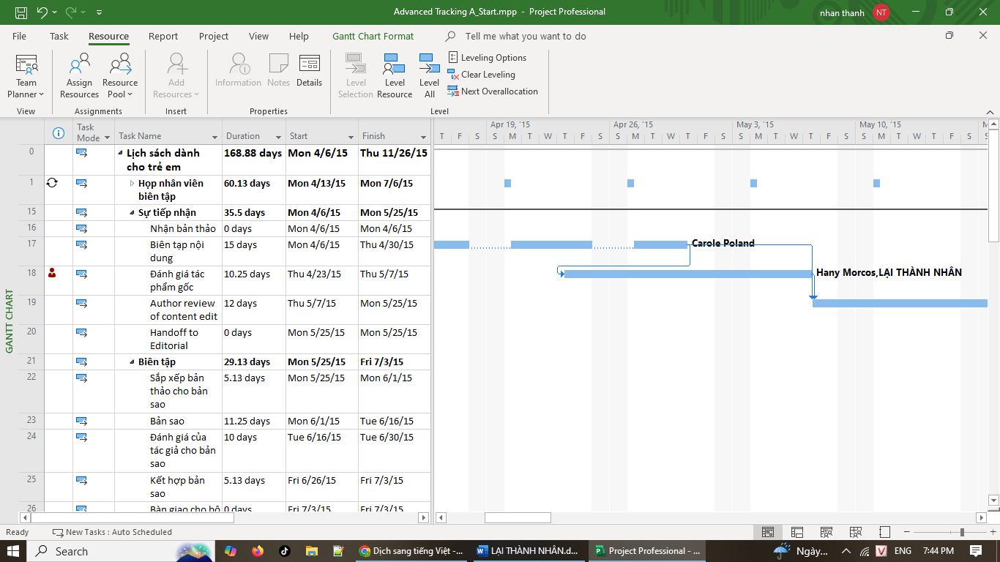 Advanced Tracking A_Start.mpp - Project Professional
nhan thanh NT
File Task Resource Report Project View Help Gantt Chart Format Tell me what you want to do
Team Planner
Assign Resources
Resource Pool
Add Resources
Information
Notes
Details
Level Selection
Level Resource
Level All
Leveling Options
Clear Leveling
Next Overallocation
View Assignments Insert Properties Level
Task Mode Task Name Duration Start Finish
Apr 19, '15 Apr 26, '15 May 3, '15 May 10, '15 M
T F S M T W T F S M T W T F S M T W T F S M T W T F S
0 Lịch sách dành 168.88 days Mon 4/6/15 Thu 11/26/15
cho trẻ em
1 Họp nhân viên 60.13 days Mon 4/13/15 Mon 7/6/15
biên tập
15 Sự tiếp nhận 35.5 days Mon 4/6/15 Mon 5/25/15
16 Nhận bản thảo 0 days Mon 4/6/15 Mon 4/6/15
17 Biên tạp nội 15 days Mon 4/6/15 Thu 4/30/15 Carole Poland
dung
18 Đánh giá tác 10.25 days Thu 4/23/15 Thu 5/7/15 Hany Morcos,LẠI THÀNH NHÂN
phẩm gốc
19 Author review 12 days Thu 5/7/15 Mon 5/25/15
of content edit
20 Handoff to 0 days Mon 5/25/15 Mon 5/25/15
Editorial
21 Biên tập 29.13 days Mon 5/25/15 Fri 7/3/15
22 Sắp xếp bản 5.13 days Mon 5/25/15 Mon 6/1/15
thảo cho bản
sao
23 Bản sao 11.25 days Mon 6/1/15 Tue 6/16/15
24 Đánh giá của 10 days Tue 6/16/15 Tue 6/30/15
tác giả cho bản
sao
25 Kết hợp bản 5.13 days Fri 6/26/15 Fri 7/3/15
sao
26 Bàn giao cho bộ 0 days Fri 7/3/15 Fri 7/3/15
GANTT CHART
Ready New Tasks : Auto Scheduled
Search
Dịch sang tiếng Việt -...
LẠI THÀNH NHÂN.d...
Project Professional - ...
Ngày...
ENG 7:44 PM